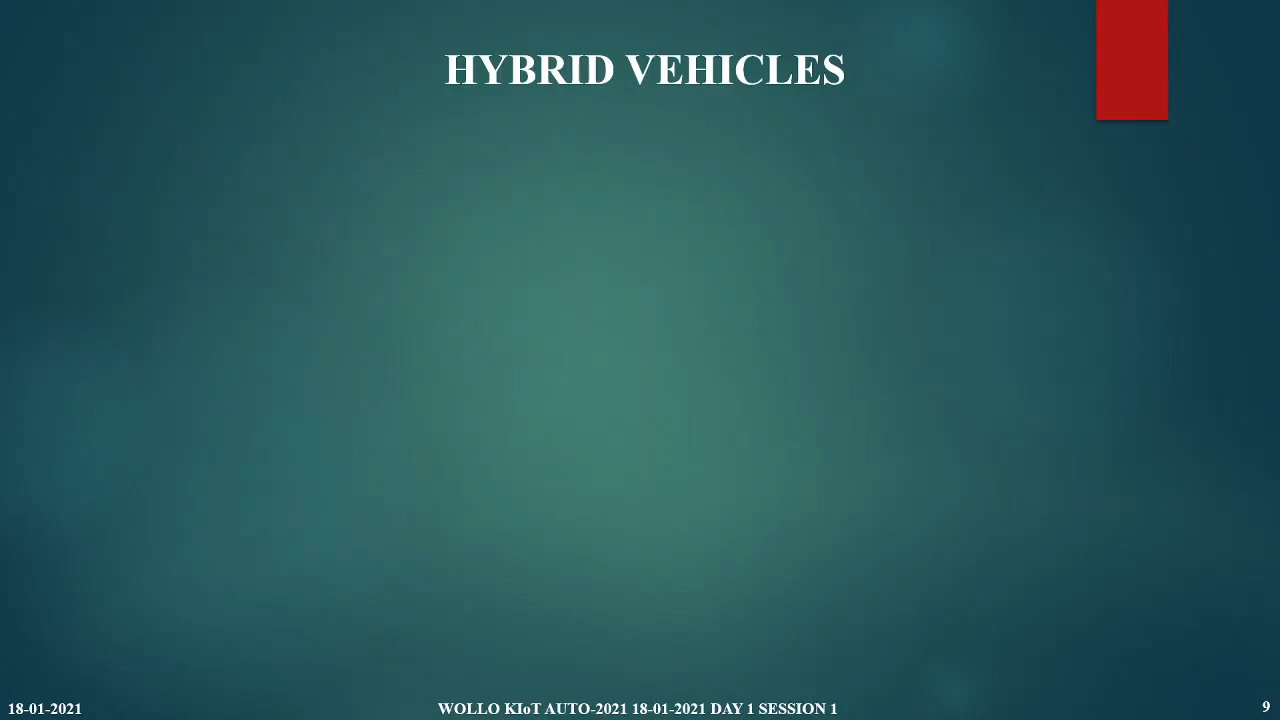 HYBRID VEHICLES
18-01-2021
WOLLO KIoT AUTO-2021 18-01-2021 DAY 1 SESSION 1
9